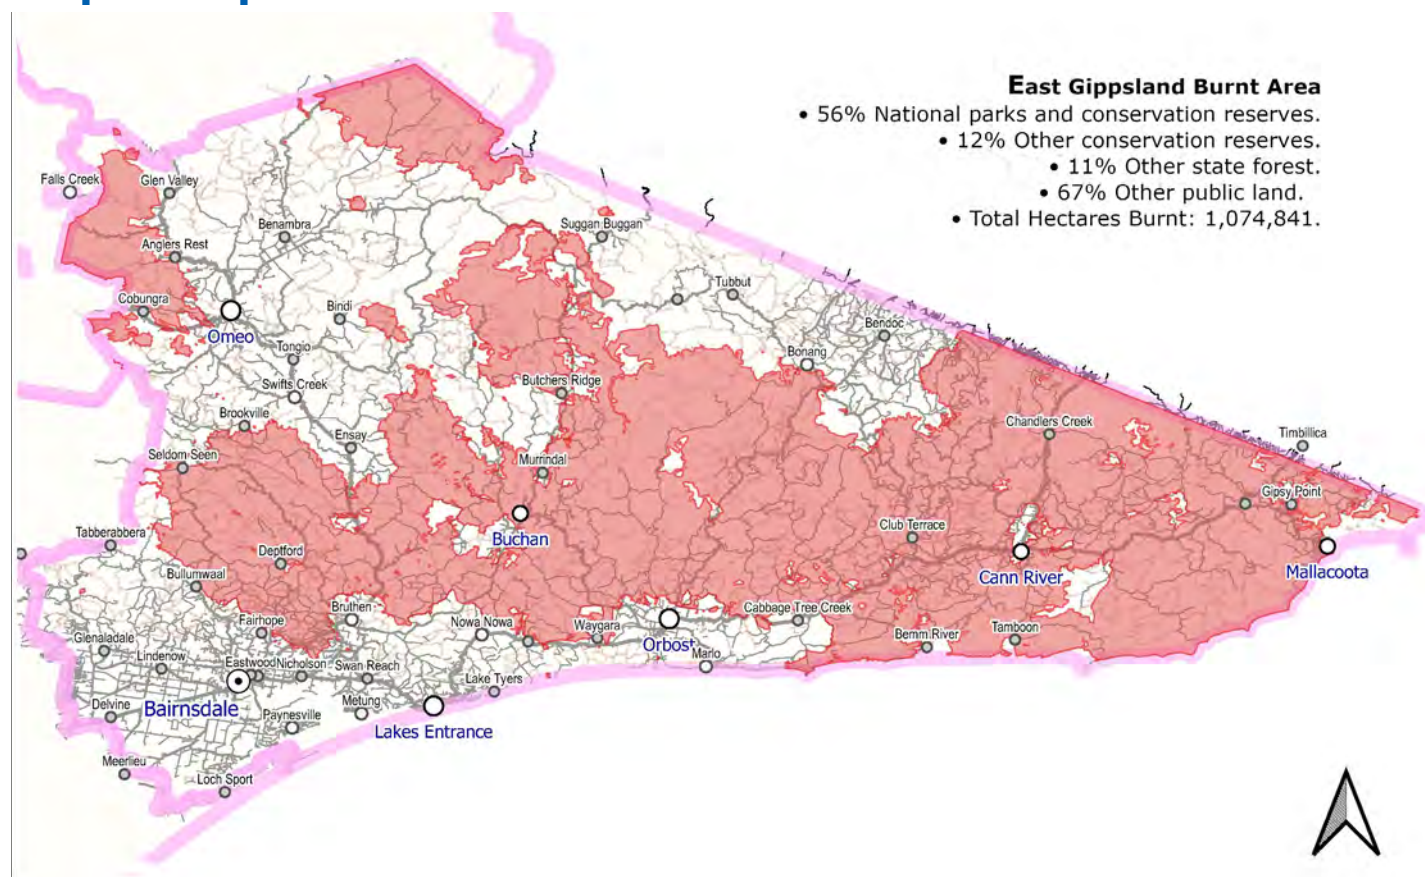 East Gippsland Burnt Area
• 56% National parks and conservation reserves.
• 12% Other conservation reserves.
• 11% Other state forest.
• 67% Other public land.
• Total Hectares Burnt: 1,074,841.
Falls Creek
Glen Valley
Benambra
Suggan Buggan
Anglers Rest
Tubbut
Cobungra
Bindi
Bendoc
Omeo
Tongio
Bonang
Swifts Creek
Butchers Ridge
Brookville
Chandlers Creek
Ensay
Timbillica
Seldom Seen
Murrindal
Gipsy Point
Club Terrace
Tabberabbera
Buchan
Deptford
Cann River
Mallacoota
Bullumwaal
Bruthen
Cabbage Tree Creek
Fairhope
Nowa Nowa
Waygara
Glenaladale
Orbost
Bemm River
Tamboon
Lindenow
Eastwood
Nicholson
Swan Reach
Marlo
Lake Tyers
Delvine
Bairnsdale
Paynesville
Metung
Lakes Entrance
Meerlieu
Loch Sport